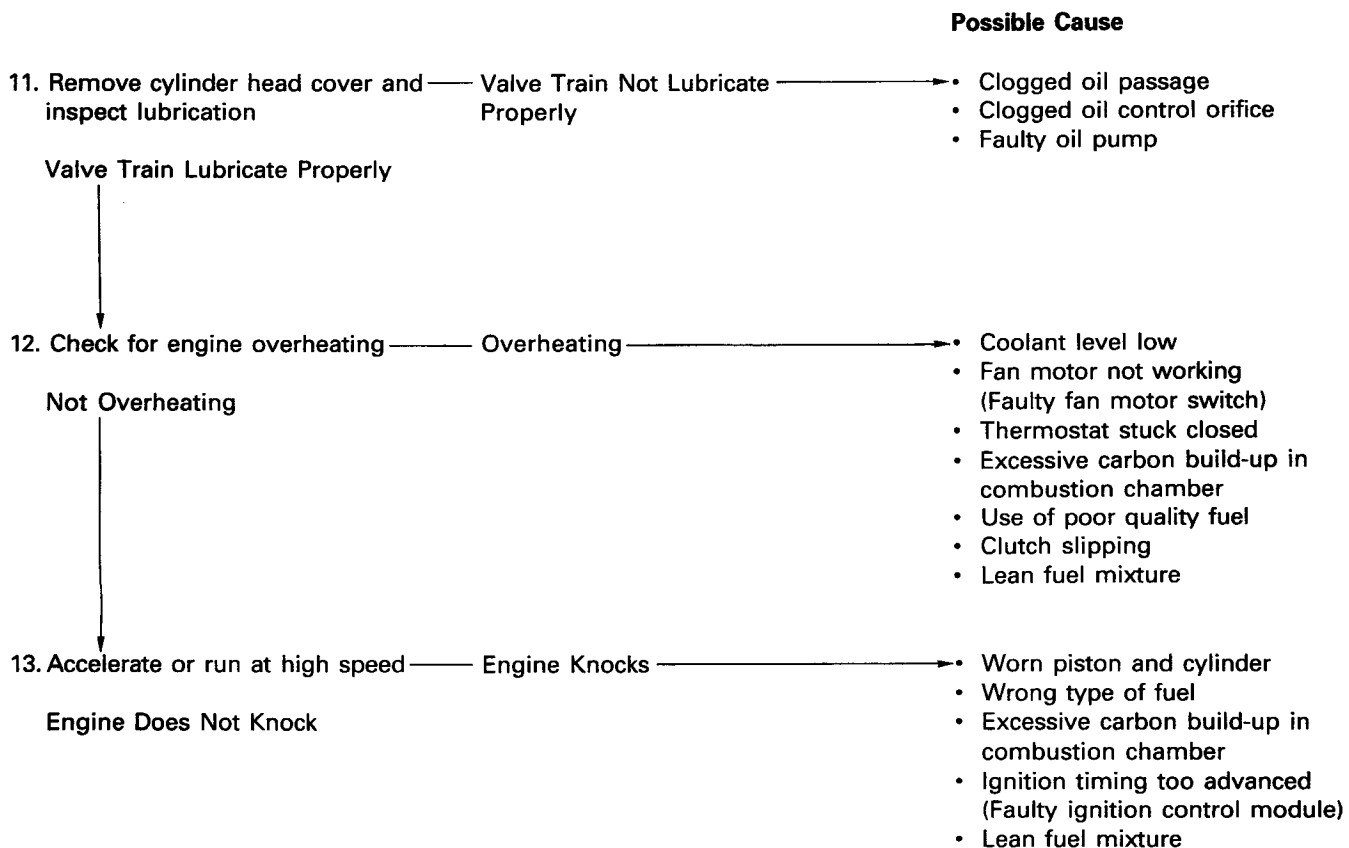 Possible Cause
11. Remove cylinder head cover and inspect lubrication
Valve Train Not Lubricate Properly
• Clogged oil passage
• Clogged oil control orifice
• Faulty oil pump
Valve Train Lubricate Properly
12. Check for engine overheating
Overheating
• Coolant level low
• Fan motor not working
(Faulty fan motor switch)
• Thermostat stuck closed
• Excessive carbon build-up in
combustion chamber
• Use of poor quality fuel
• Clutch slipping
• Lean fuel mixture
Not Overheating
13. Accelerate or run at high speed
Engine Knocks
• Worn piston and cylinder
• Wrong type of fuel
• Excessive carbon build-up in
combustion chamber
• Ignition timing too advanced
(Faulty ignition control module)
• Lean fuel mixture
Engine Does Not Knock